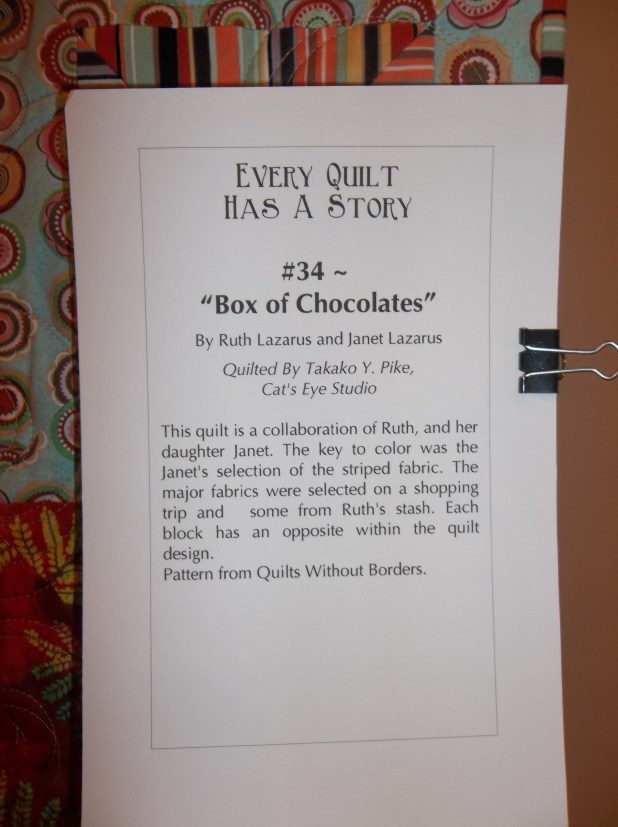 EVERY QUILT
HAS A STORY
#34 ~
“Box of Chocolates”
By Ruth Lazarus and Janet Lazarus
Quilted By Takako Y. Pike,
Cat's Eye Studio
This quilt is a collaboration of Ruth, and her
daughter Janet. The key to color was the
Janet's selection of the striped fabric. The
major fabrics were selected on a shopping
trip and some from Ruth's stash. Each
block has an opposite within the quilt
design.
Pattern from Quilts Without Borders.